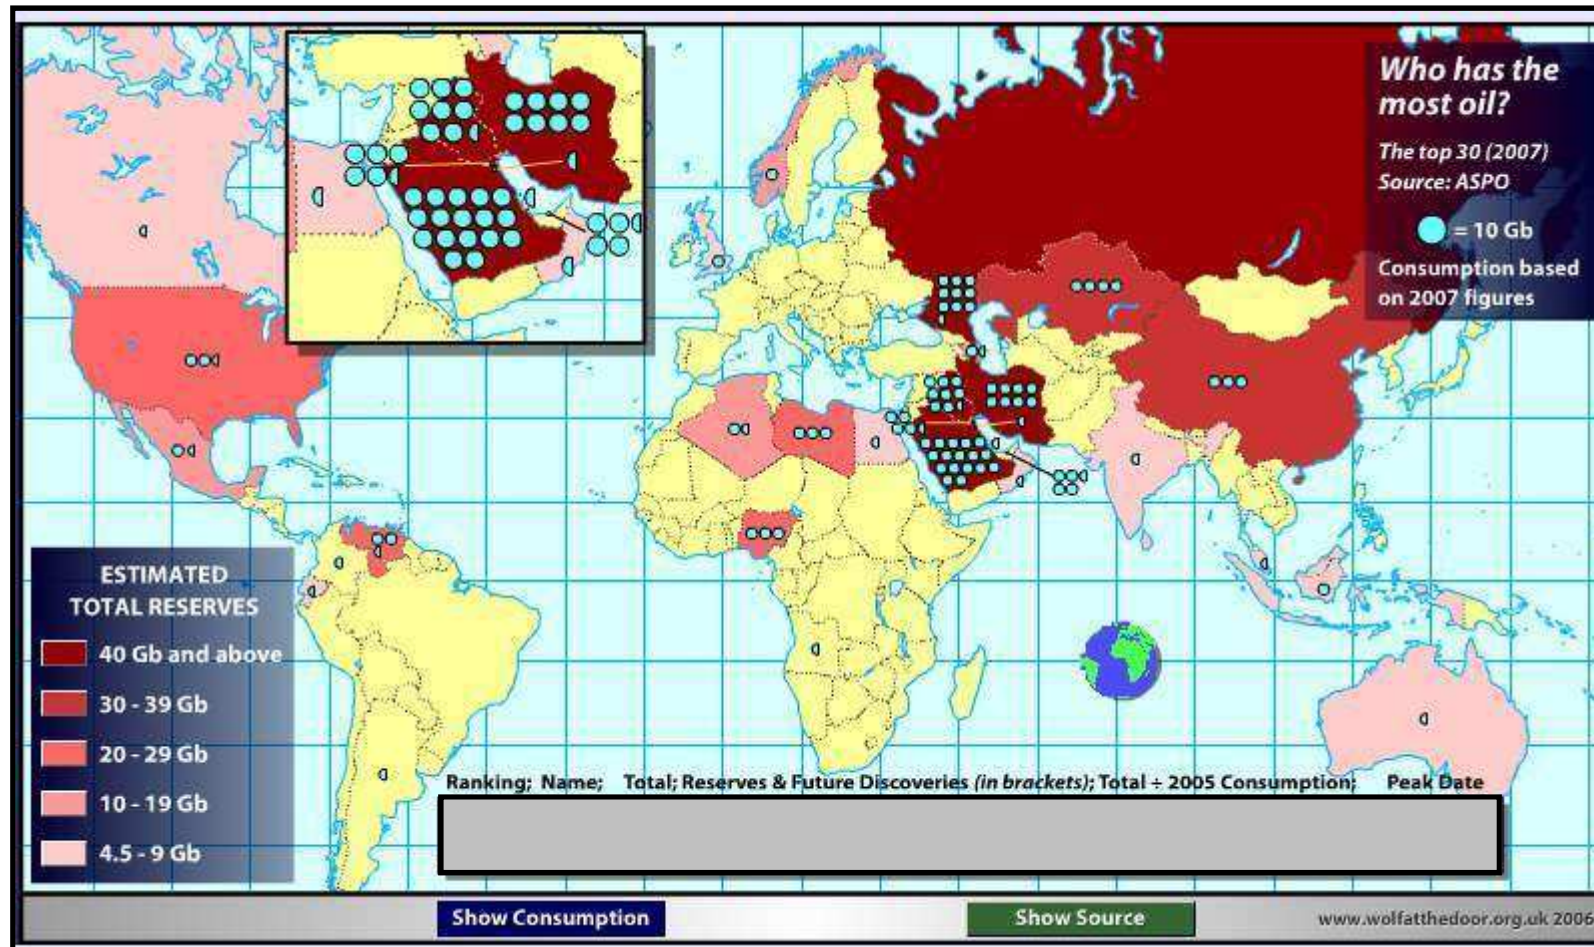 Who has the
most oil?
The top 30 (2007)
Source: ASPO
= 10 Gb
Consumption based
on 2007 figures
ESTIMATED
TOTAL RESERVES
40 Gb and above
30 - 39 Gb
20 - 29 Gb
10 - 19 Gb
4.5 - 9 Gb
Ranking; Name; Total; Reserves & Future Discoveries (in brackets); Total ÷ 2005 Consumption; Peak Date
Show Consumption
Show Source
www.wolfatthedoor.org.uk 2006